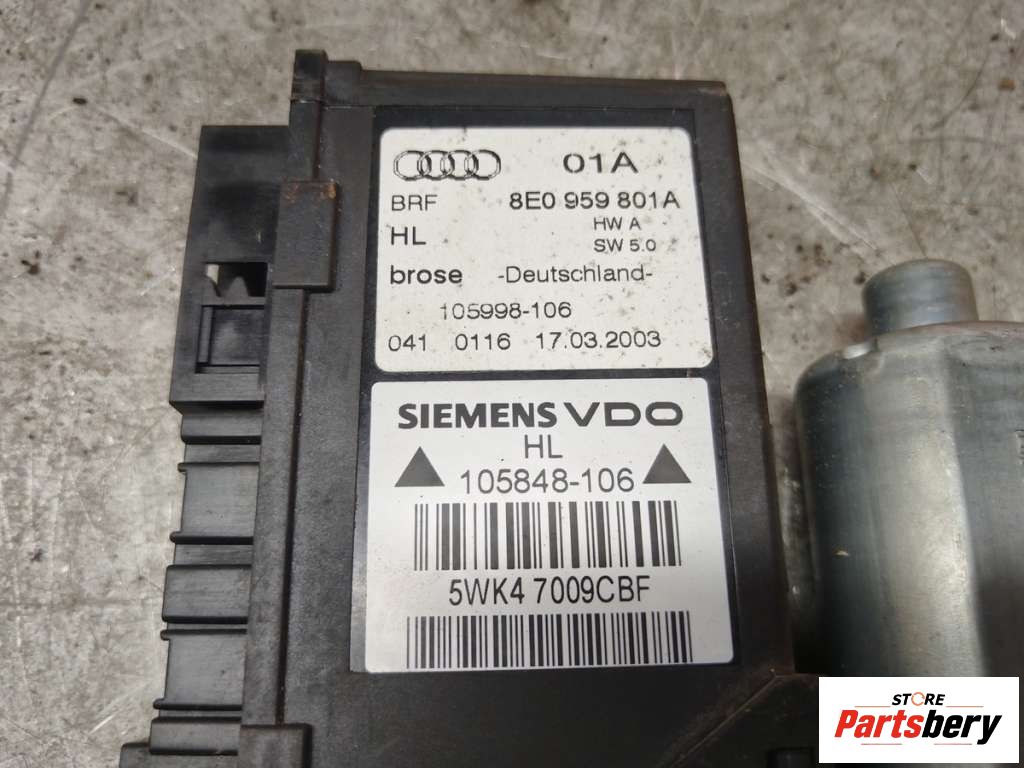 01A
BRF 8E0 959 801A
HL HW A
SW 5.0
brose -Deutschland-
105998-106
041 0116 17.03.2003
SIEMENS VDO
HL
105848-106
5WK4 7009CBF
STORE
Partsbery